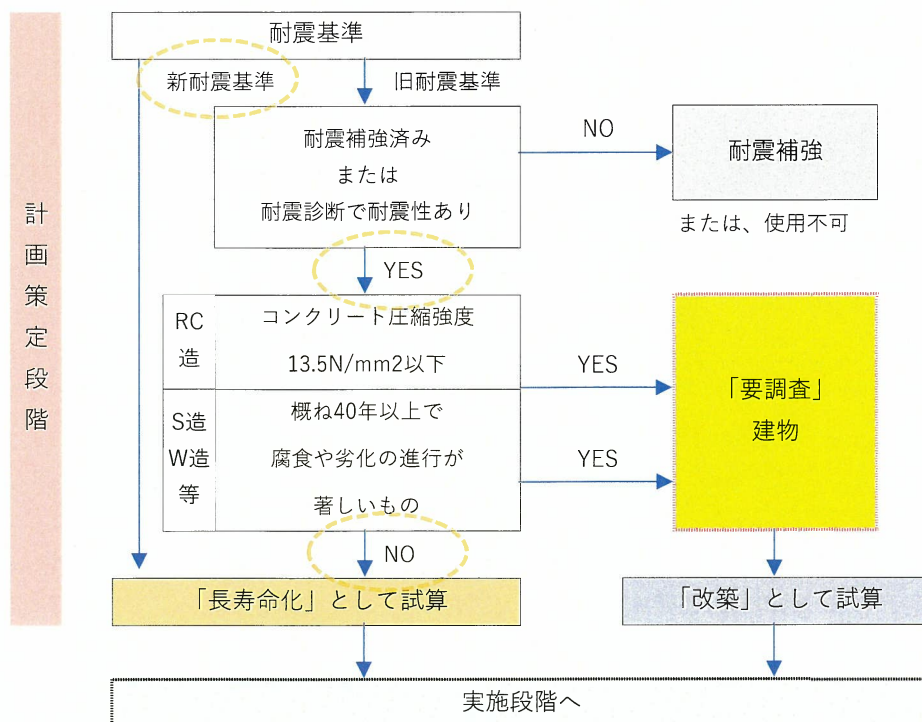 耐震基準
新耐震基準
旧耐震基準
耐震補強済み
または
耐震診断で耐震性あり
NO
耐震補強
または、使用不可
計画策定段階
YES
RC
造
コンクリート圧縮強度
13.5N/mm2以下
YES
「要調査」
建物
S造
W造
等
概ね40年以上で
腐食や劣化の進行が
著しいもの
YES
NO
「長寿命化」として試算
「改築」として試算
実施段階へ